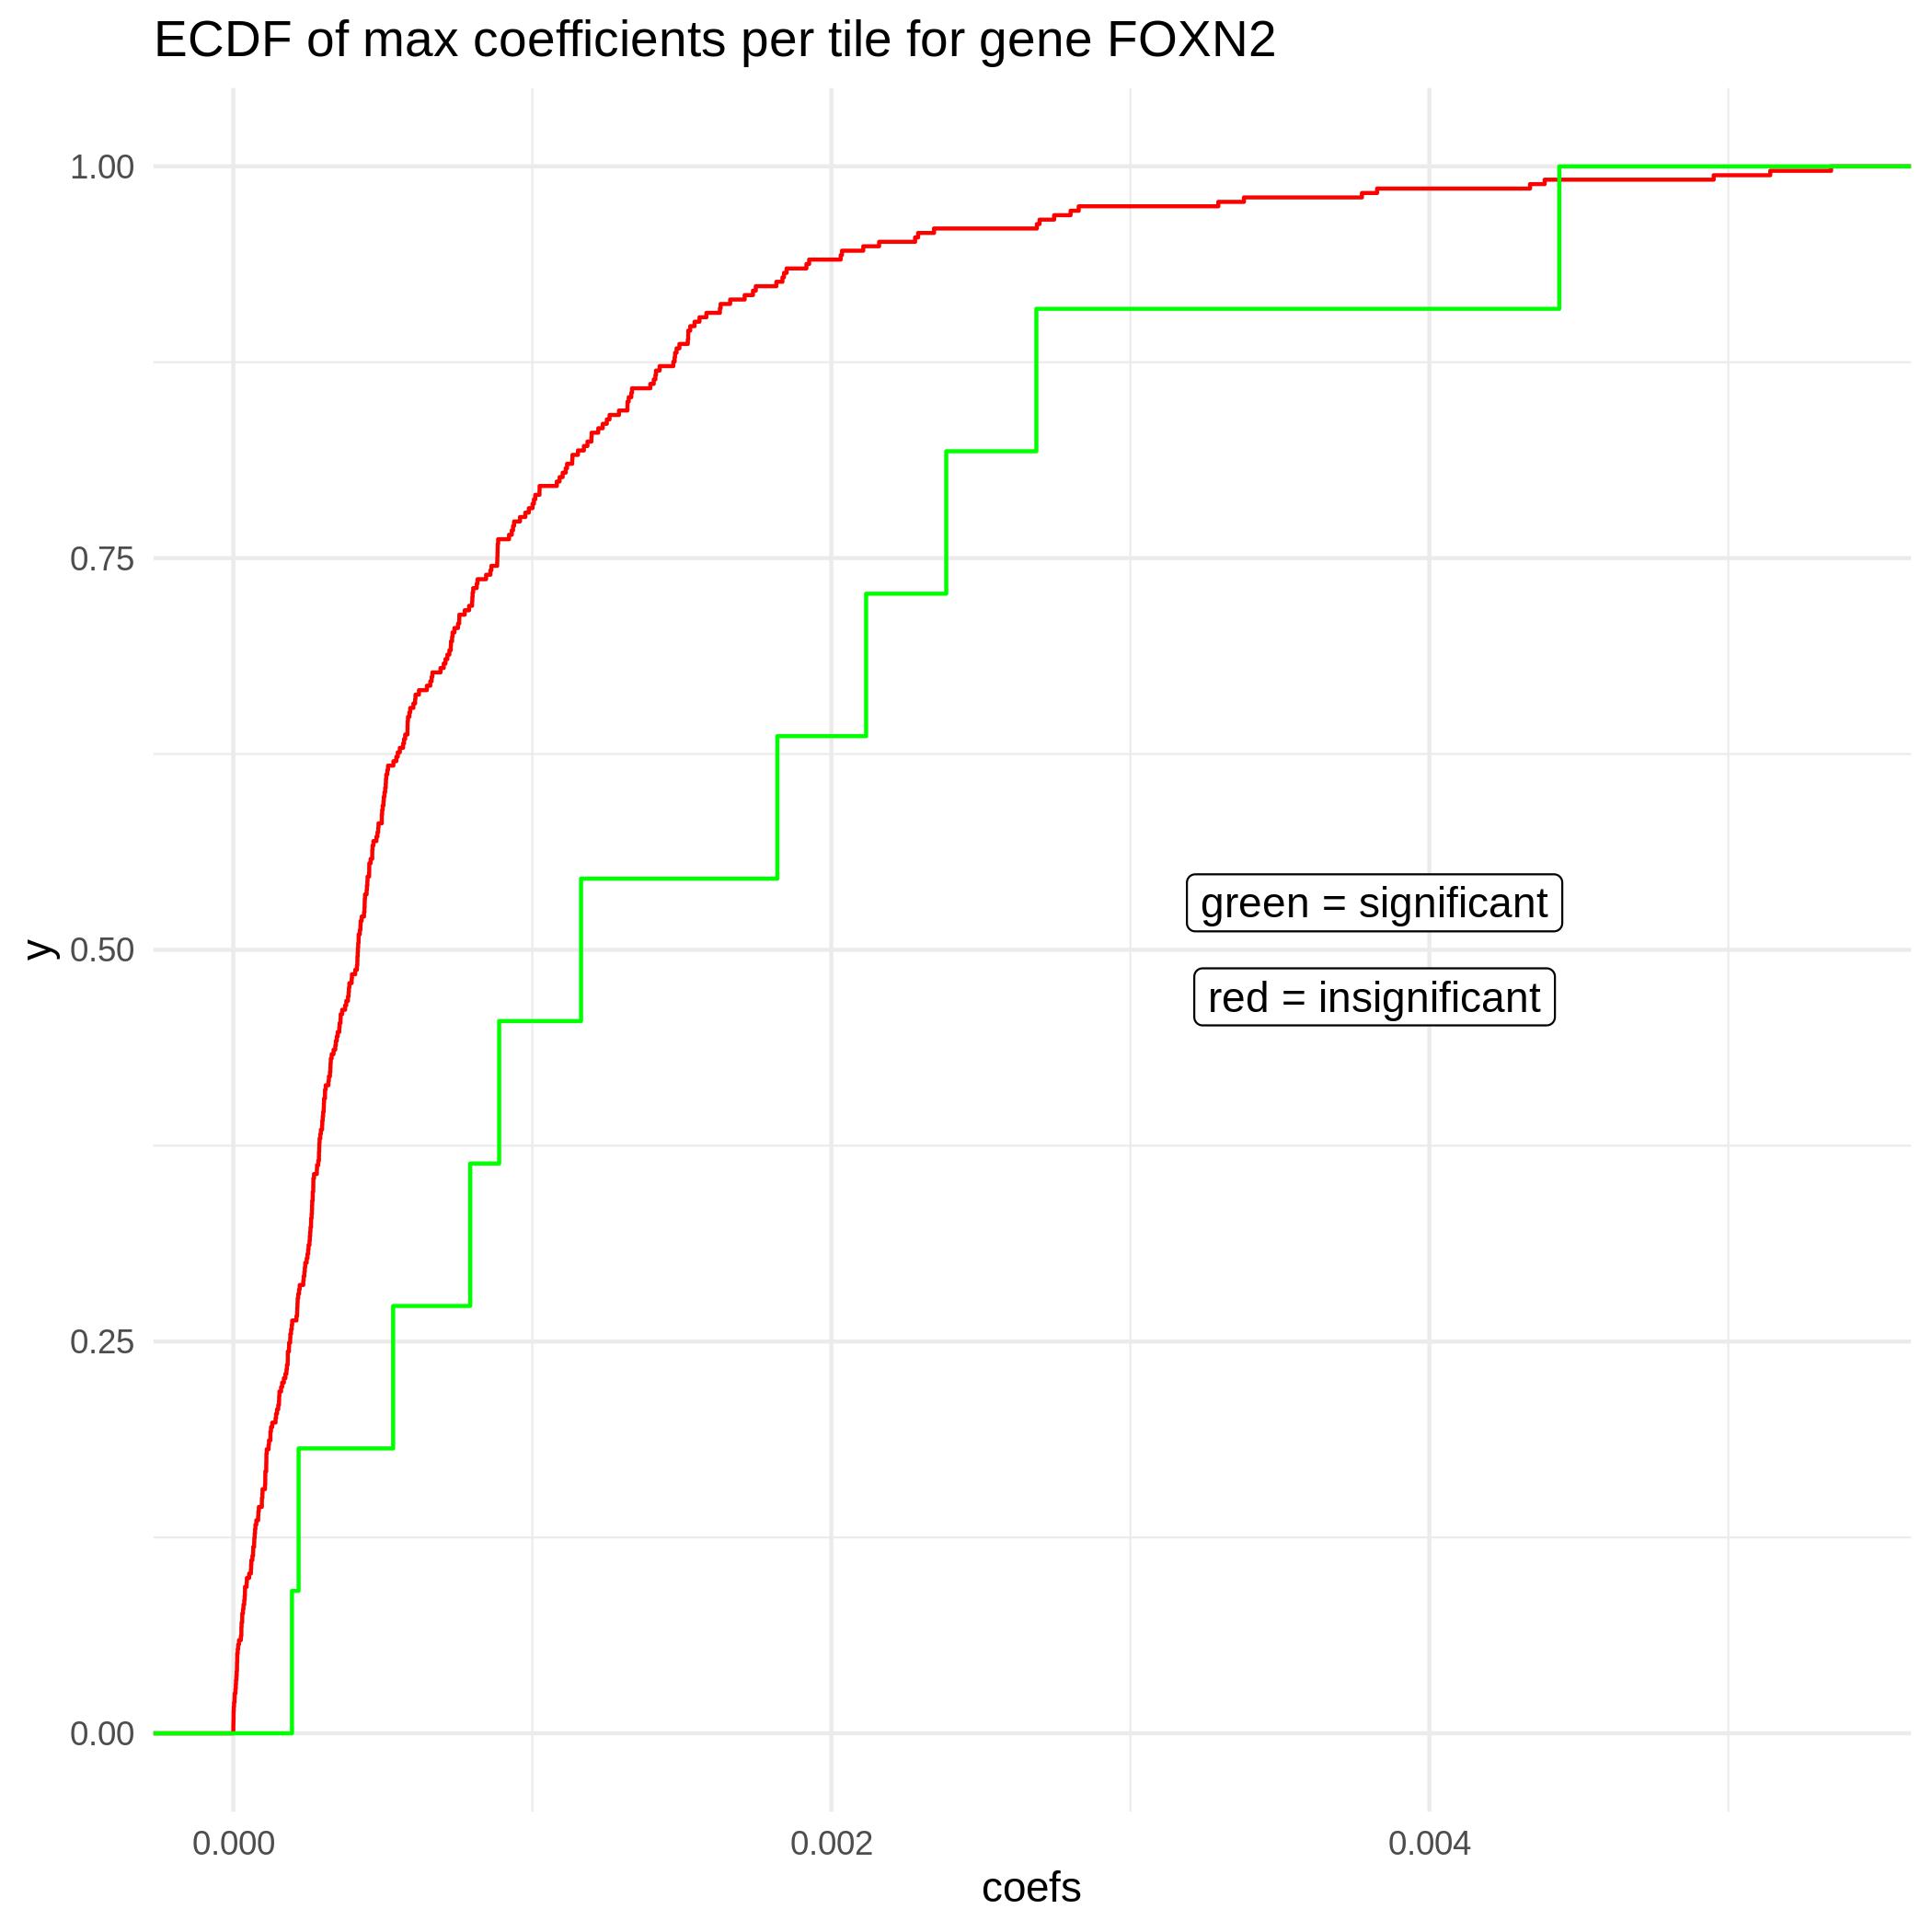 ECDF of max coefficients per tile for gene FOXN2
1.00
0.75
y
0.50
0.25
0.00
green = significant
red = insignificant
0.000
0.002
0.004
coefs